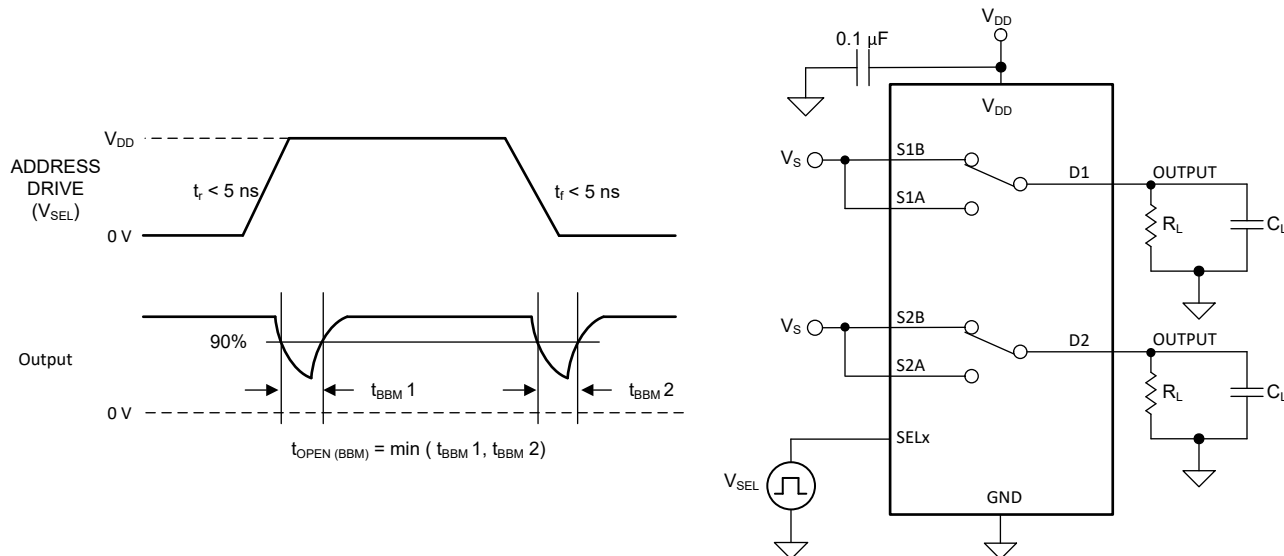 V_DD
ADDRESS
DRIVE
(V_SEL)
t_r < 5 ns
t_f < 5 ns
0 V
Output
90%
t_BBM 1
t_BBM 2
0 V
t_OPEN (BBM) = min ( t_BBM 1, t_BBM 2)
V_DD
0.1 µF
V_DD
V_S
S1B
S1A
D1
OUTPUT
R_L
C_L
V_S
S2B
S2A
D2
OUTPUT
R_L
C_L
SELx
V_SEL
GND